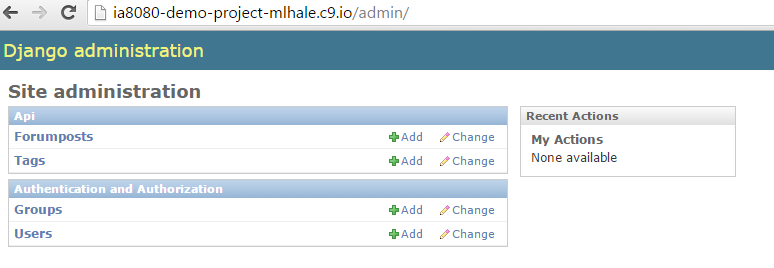 ia8080-demo-project-mlhale.c9.io/admin/
Django administration
Site administration
Api
Forumposts Add Change
Tags Add Change
Authentication and Authorization
Groups Add Change
Users Add Change
Recent Actions
My Actions
None available